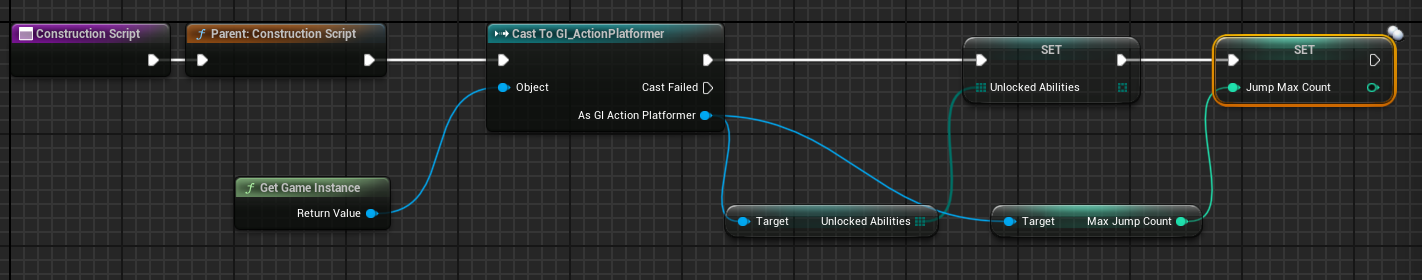 Construction Script
f Parent: Construction Script
Cast To GI_ActionPlatformer
Object
Cast Failed
As GI Action Platformer
SET
Unlocked Abilities
SET
Jump Max Count
f Get Game Instance
Return Value
Target Unlocked Abilities
Target Max Jump Count